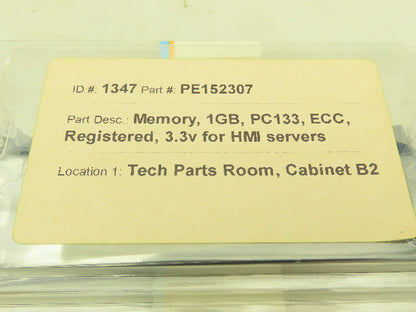 ID #: 1347 Part #: PE152307
Part Desc.: Memory, 1GB, PC133, ECC,
Registered, 3.3v for HMI servers
Location 1: Tech Parts Room, Cabinet B2